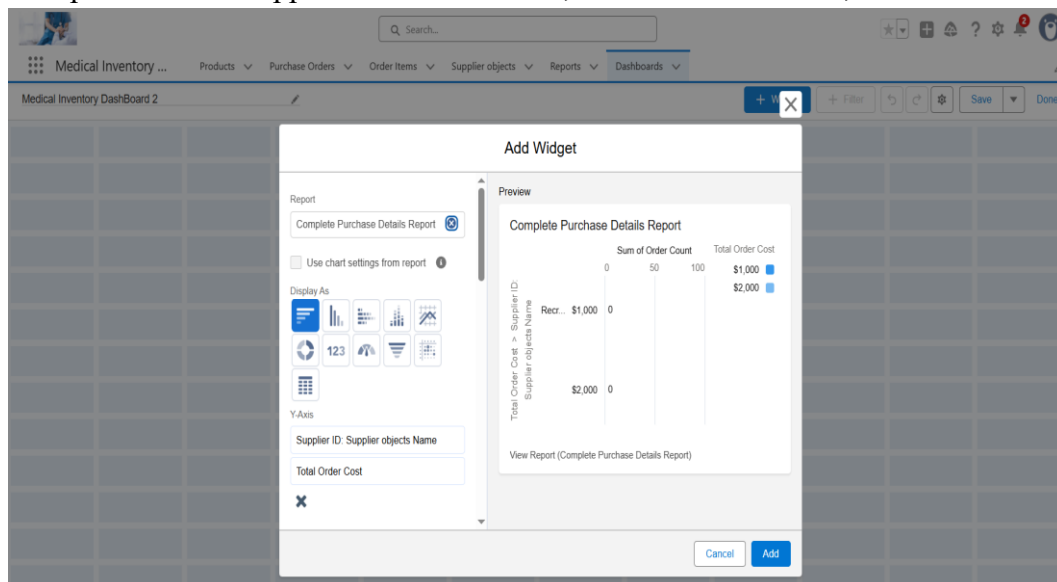 Search...
2
Medical Inventory ...
Products
Purchase Orders
Order Items
Supplier objects
Reports
Dashboards
Medical Inventory DashBoard 2
+ Filter
Save
Done
Add Widget
Report
Complete Purchase Details Report
Use chart settings from report
Display As
123
Y-Axis
Supplier ID: Supplier objects Name
Total Order Cost
Preview
Complete Purchase Details Report
Sum of Order Count
Total Order Cost
0 50 100
$1,000
$2,000
Total Order Cost > Supplier ID:
Supplier objects Name
Recr... $1,000 0
$2,000 0
View Report (Complete Purchase Details Report)
Cancel
Add